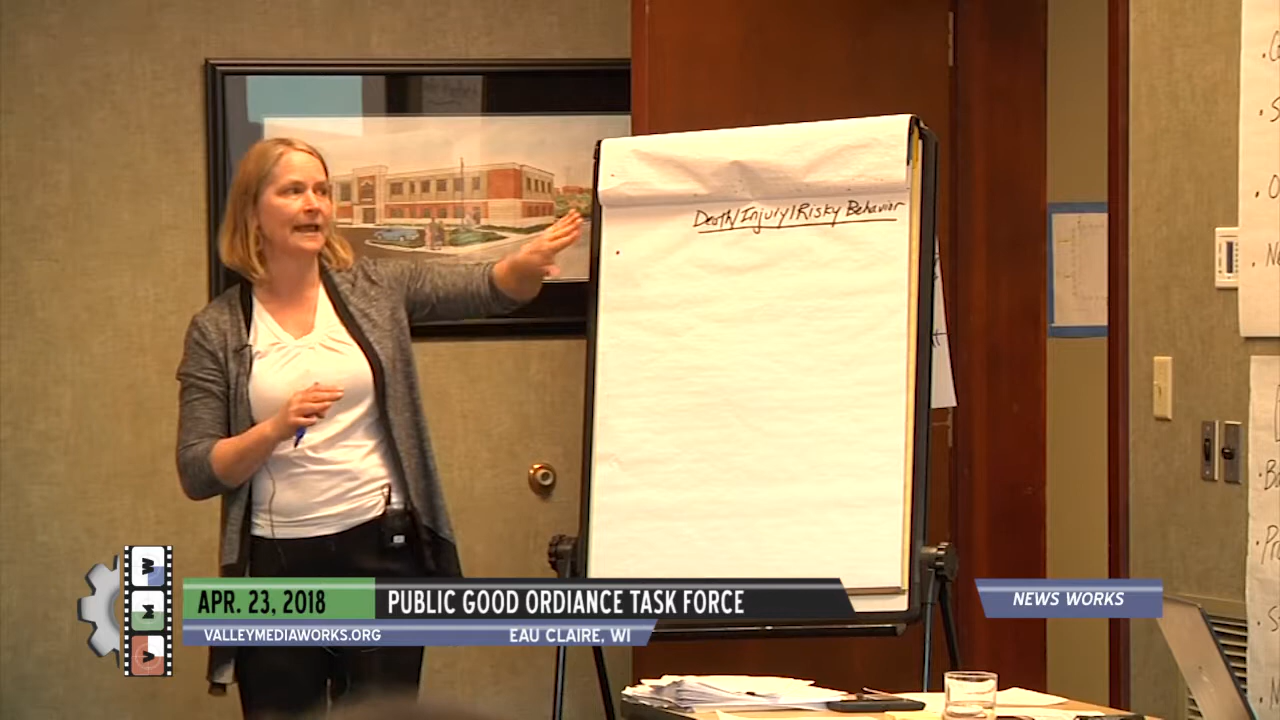 Death/Injury/Risky Behavior
W
M
V
APR. 23, 2018
PUBLIC GOOD ORDIANCE TASK FORCE
NEWS WORKS
VALLEYMEDIAWORKS.ORG
EAU CLAIRE, WI